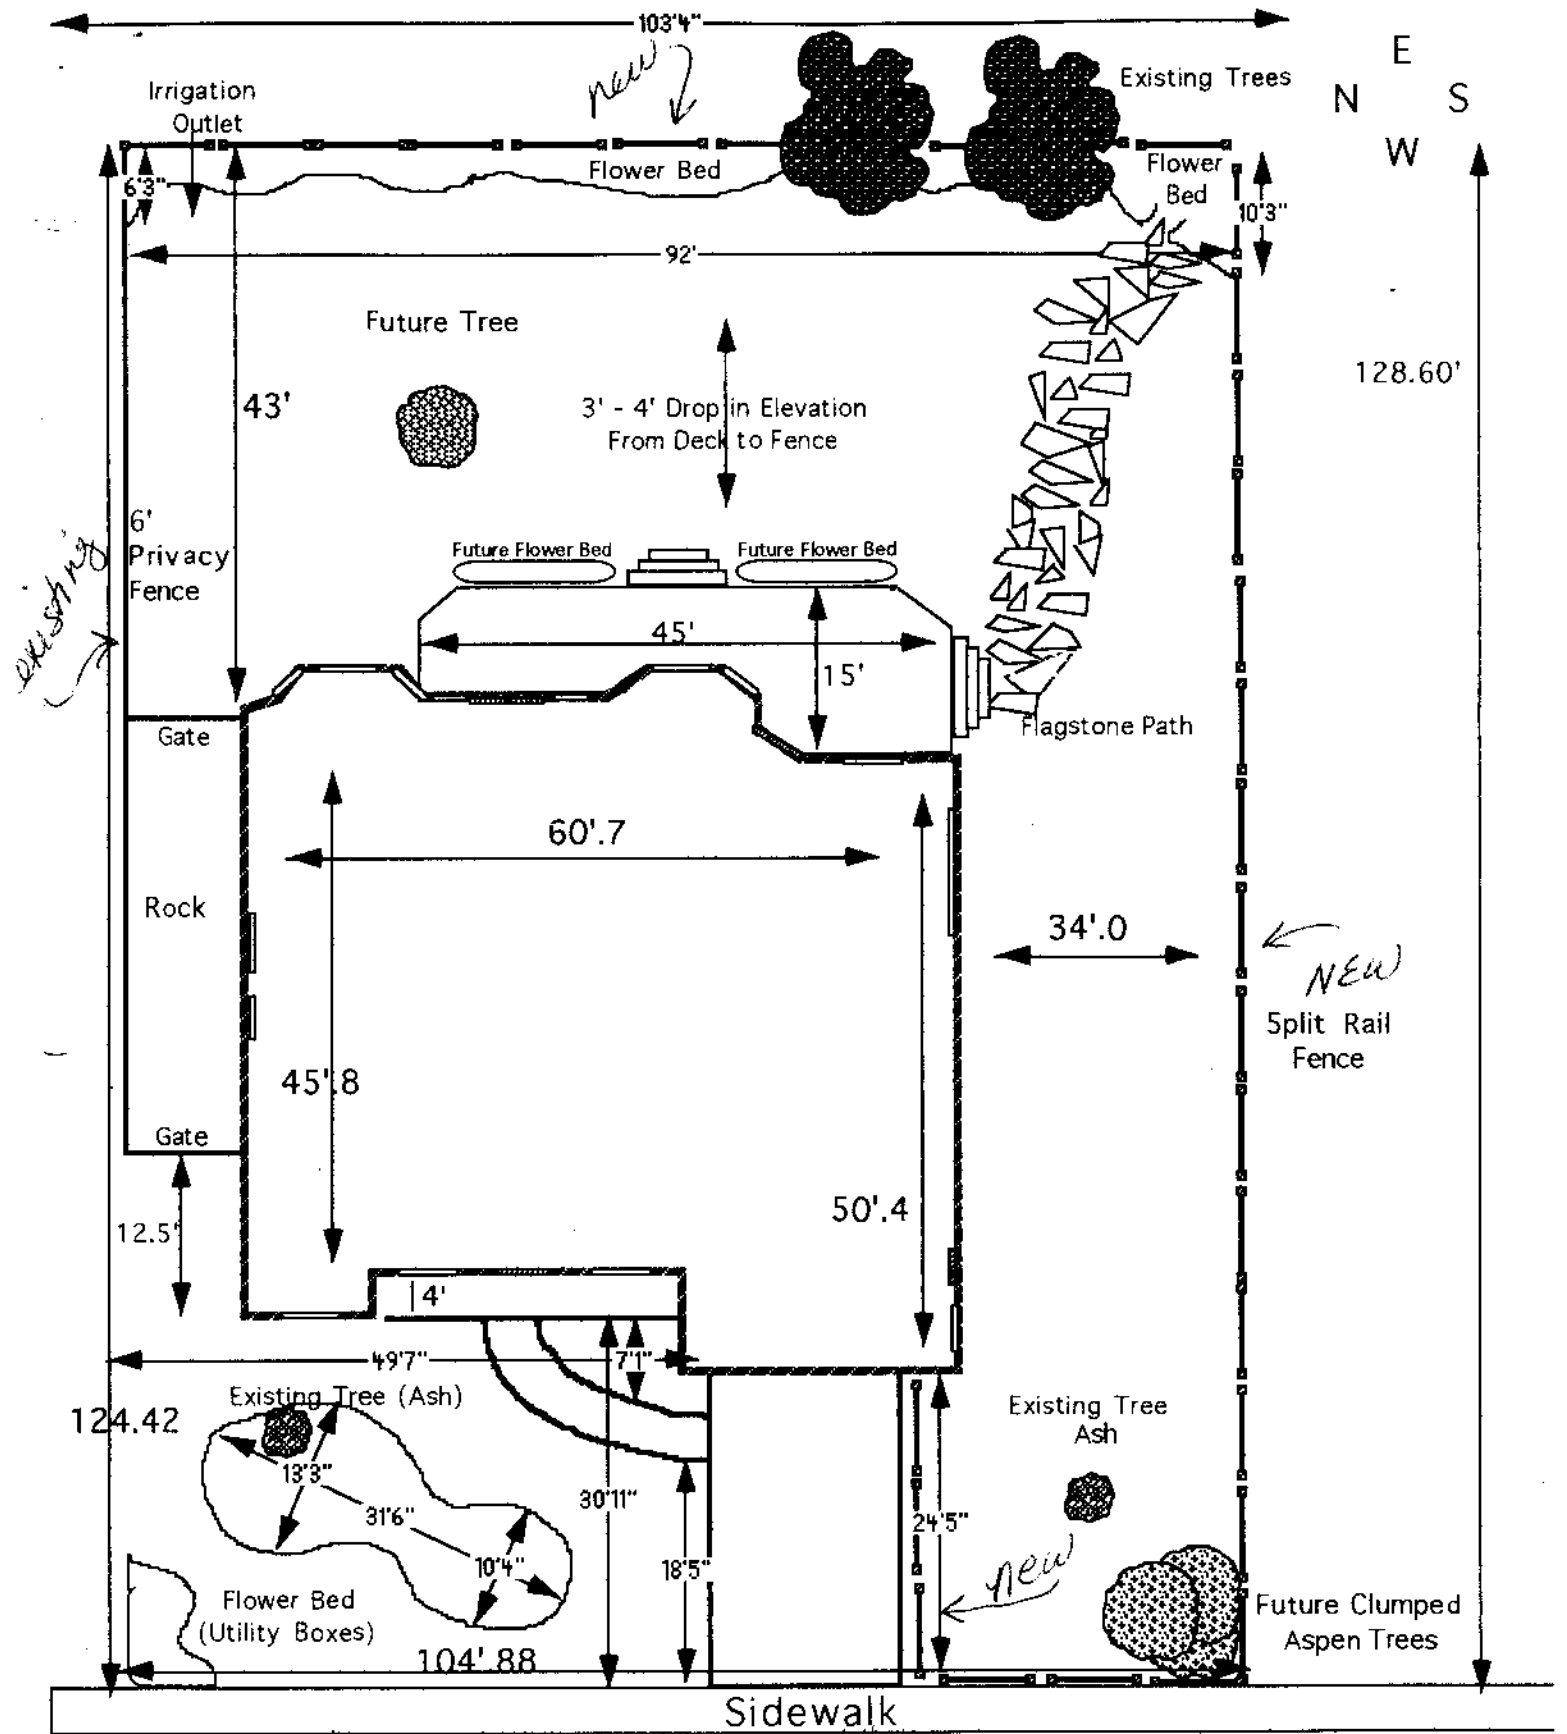 103'4"
new
E
N S
W
Existing Trees
Irrigation
Outlet
Flower Bed
Flower
Bed
6'3"
10'3"
92'
Future Tree
128.60'
43'
3' - 4' Drop in Elevation
From Deck to Fence
existing
6'
Privacy
Fence
Future Flower Bed
Future Flower Bed
45'
15'
Gate
Flagstone Path
60'.7
Rock
34'.0
NEW
Split Rail
Fence
45'.8
Gate
50'.4
12.5'
4'
49'7"
7'1"
Existing Tree (Ash)
124.42
Existing Tree
Ash
13'3"
31'6"
30'11"
24'5"
10'4"
18'5"
new
Flower Bed
(Utility Boxes)
Future Clumped
Aspen Trees
104'.88
Sidewalk